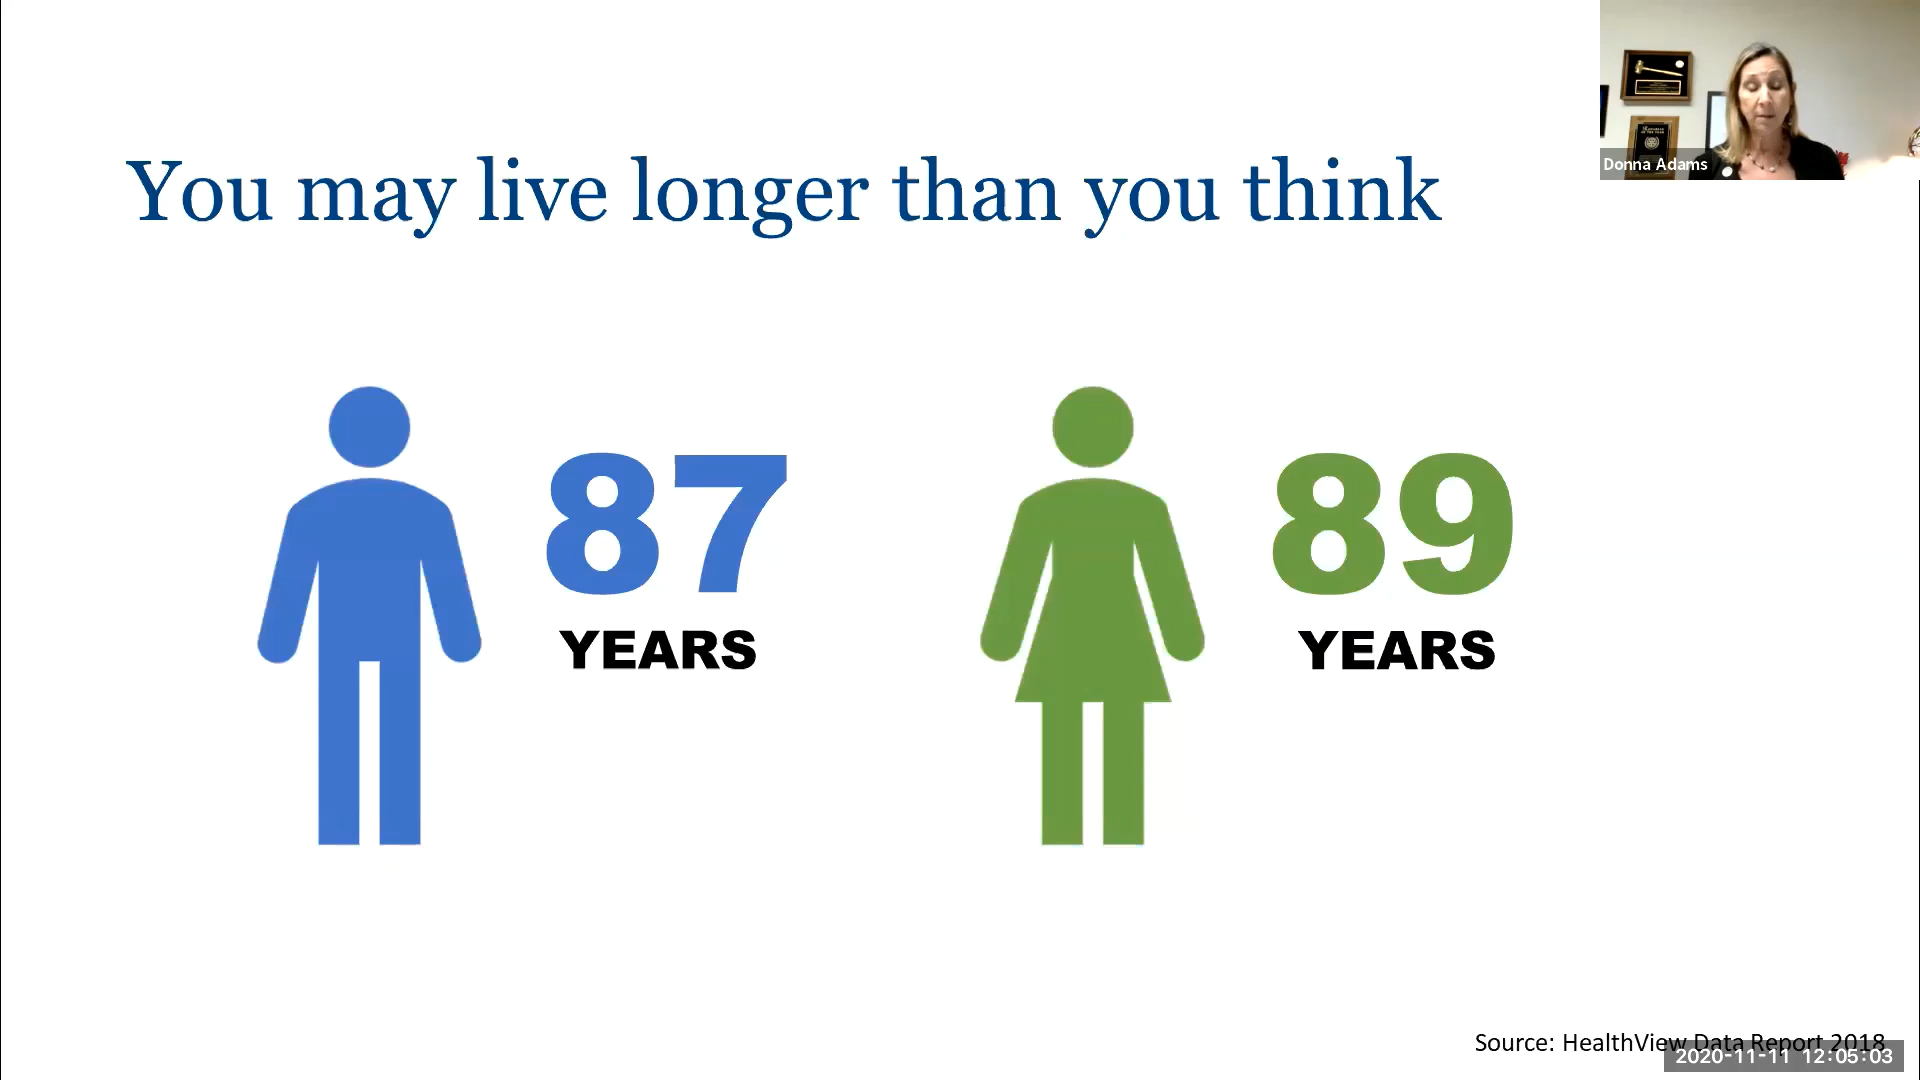 You may live longer than you think
Donna Adams
87
YEARS
89
YEARS
Source: HealthView Data Report 2018
2020-11-11 12:05:03